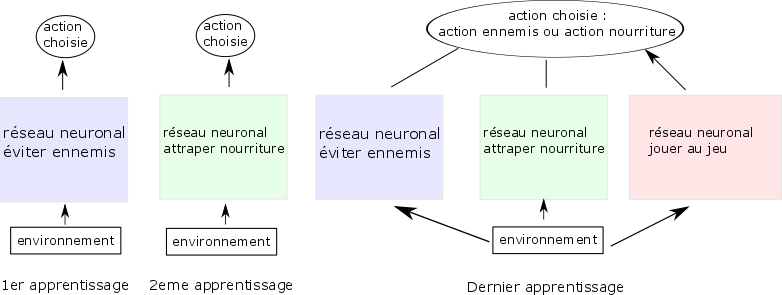 action
choisie
action
choisie
action choisie :
action ennemis ou action nourriture
réseau neuronal
éviter ennemis
réseau neuronal
attraper nourriture
réseau neuronal
éviter ennemis
réseau neuronal
attraper nourriture
réseau neuronal
jouer au jeu
environnement
environnement
environnement
1er apprentissage
2eme apprentissage
Dernier apprentissage